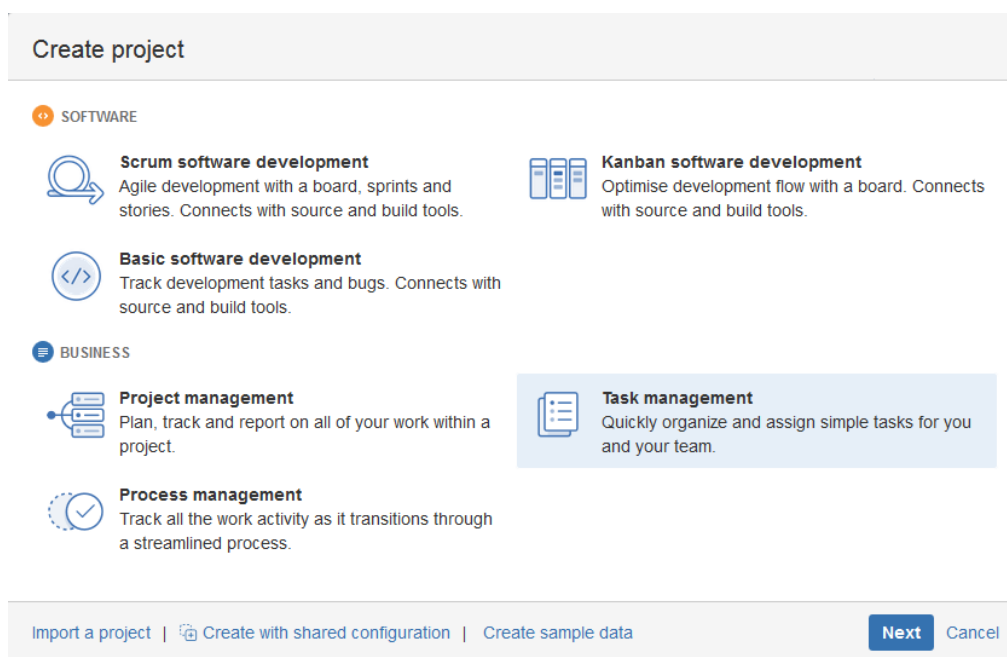 Create project
SOFTWARE
Scrum software development
Agile development with a board, sprints and
stories. Connects with source and build tools.
Kanban software development
Optimise development flow with a board. Connects
with source and build tools.
Basic software development
Track development tasks and bugs. Connects with
source and build tools.
BUSINESS
Project management
Plan, track and report on all of your work within a
project.
Task management
Quickly organize and assign simple tasks for you
and your team.
Process management
Track all the work activity as it transitions through
a streamlined process.
Import a project | Create with shared configuration | Create sample data Next Cancel